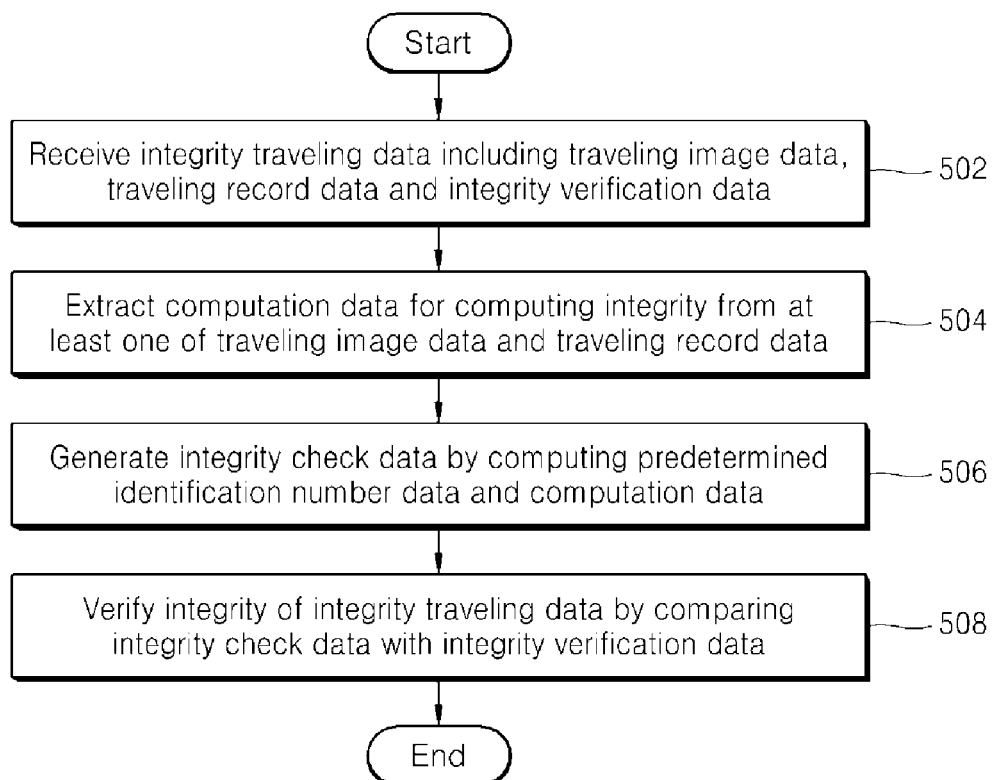 Start
Receive integrity traveling data including traveling image data,
traveling record data and integrity verification data
502
Extract computation data for computing integrity from at
least one of traveling image data and traveling record data
504
Generate integrity check data by computing predetermined
identification number data and computation data
506
Verify integrity of integrity traveling data by comparing
integrity check data with integrity verification data
508
End